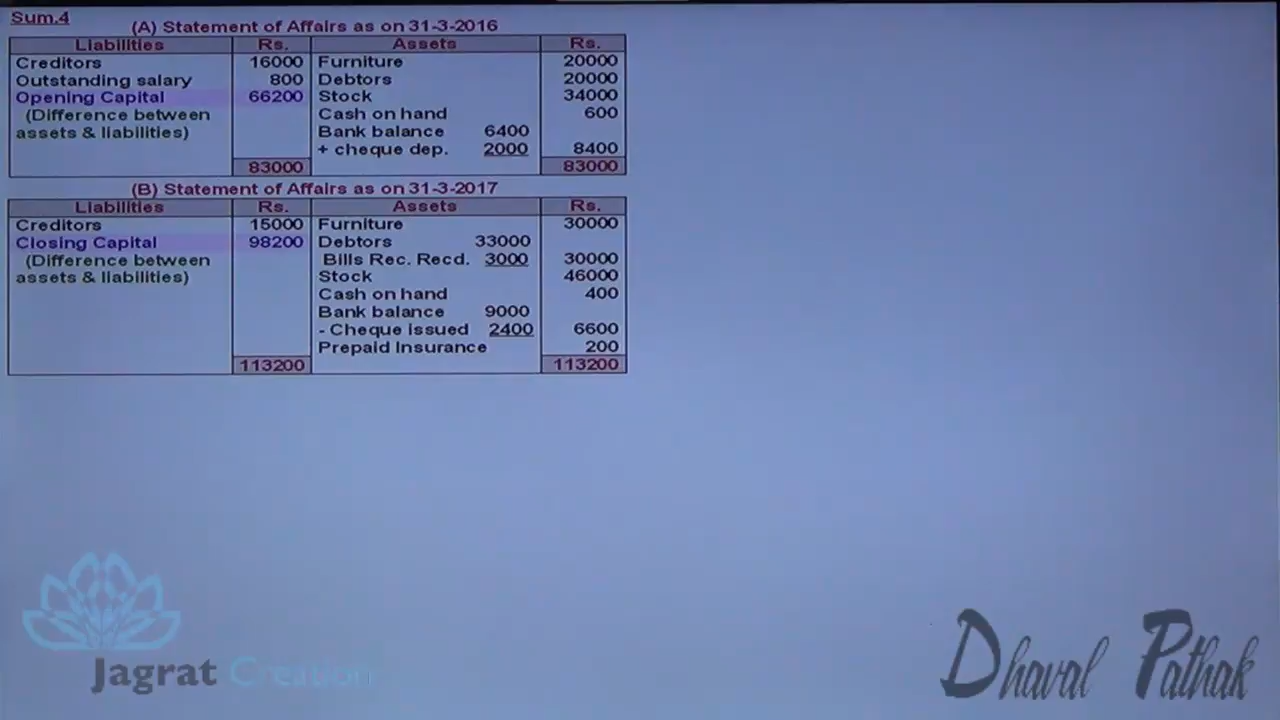 Sum.4
(A) Statement of Affairs as on 31-3-2016
Liabilities Rs. Assets Rs.
Creditors 16000 Furniture 20000
Outstanding salary 800 Debtors 20000
Opening Capital 66200 Stock 34000
(Difference between Cash on hand 600
assets & liabilities) Bank balance 6400
+ cheque dep. 2000 8400
83000 83000
(B) Statement of Affairs as on 31-3-2017
Liabilities Rs. Assets Rs.
Creditors 15000 Furniture 30000
Closing Capital 98200 Debtors 33000
(Difference between Bills Rec. Recd. 3000 30000
assets & liabilities) Stock 46000
Cash on hand 400
Bank balance 9000
- Cheque issued 2400 6600
Prepaid Insurance 200
113200 113200
Jagrat Creation
Dhaval Pathak